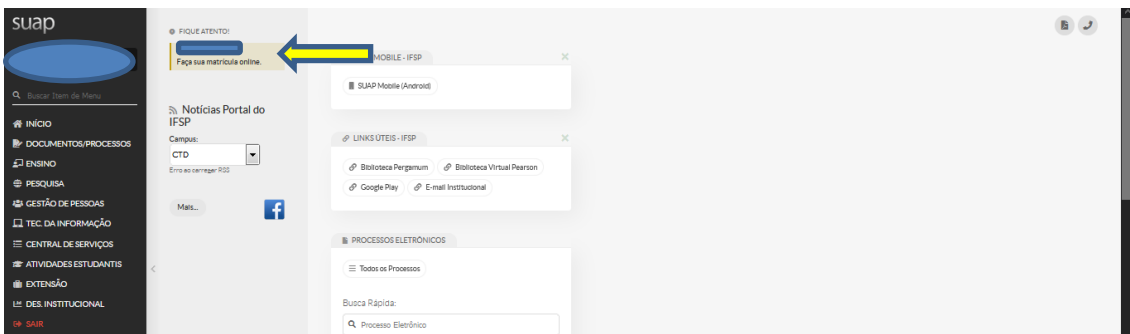 suap
Buscar Item de Menu
INÍCIO
DOCUMENTOS/PROCESSOS
ENSINO
PESQUISA
GESTÃO DE PESSOAS
TEC. DA INFORMAÇÃO
CENTRAL DE SERVIÇOS
ATIVIDADES ESTUDANTIS
EXTENSÃO
DES. INSTITUCIONAL
SAIR
FIQUE ATENTO!
Faça sua matrícula online.
Notícias Portal do
IFSP
Campus:
CTD
Erro ao carregar RSS
Mais...
MOBILE - IFSP
SUAP Mobile (Android)
LINKS ÚTEIS - IFSP
Biblioteca Pergamum Biblioteca Virtual Pearson
Google Play E-mail Institucional
PROCESSOS ELETRÔNICOS
Todos os Processos
Busca Rápida:
Processo Eletrônico